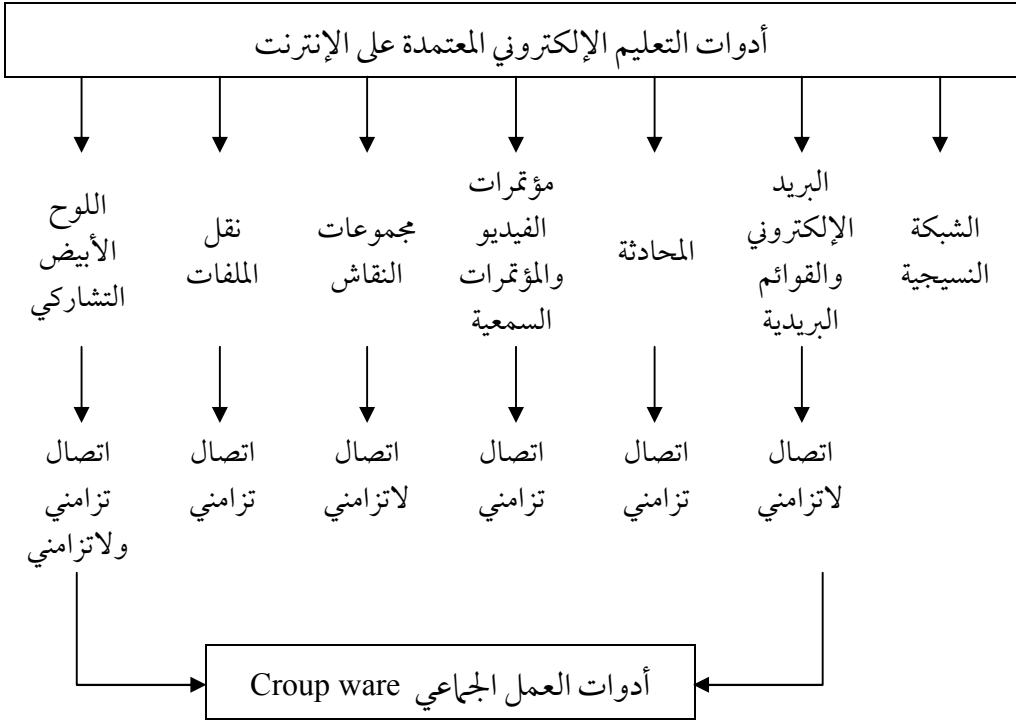 أدوات التعليم الإلكتروني المعتمدة على الإنترنت
الشبكة
النسيجية
البريد
الإلكتروني
والقوائم
البريدية
المحادثة
مؤتمرات
الفيديو
والمؤتمرات
السمعية
مجموعات
النقاش
نقل
الملفات
اللوح
الأبيض
التشاركي
اتصال
لاتزامني
اتصال
تزامني
اتصال
تزامني
اتصال
لاتزامني
اتصال
تزامني
اتصال
تزامني
ولاتزامني
أدوات العمل الجماعي Croup ware